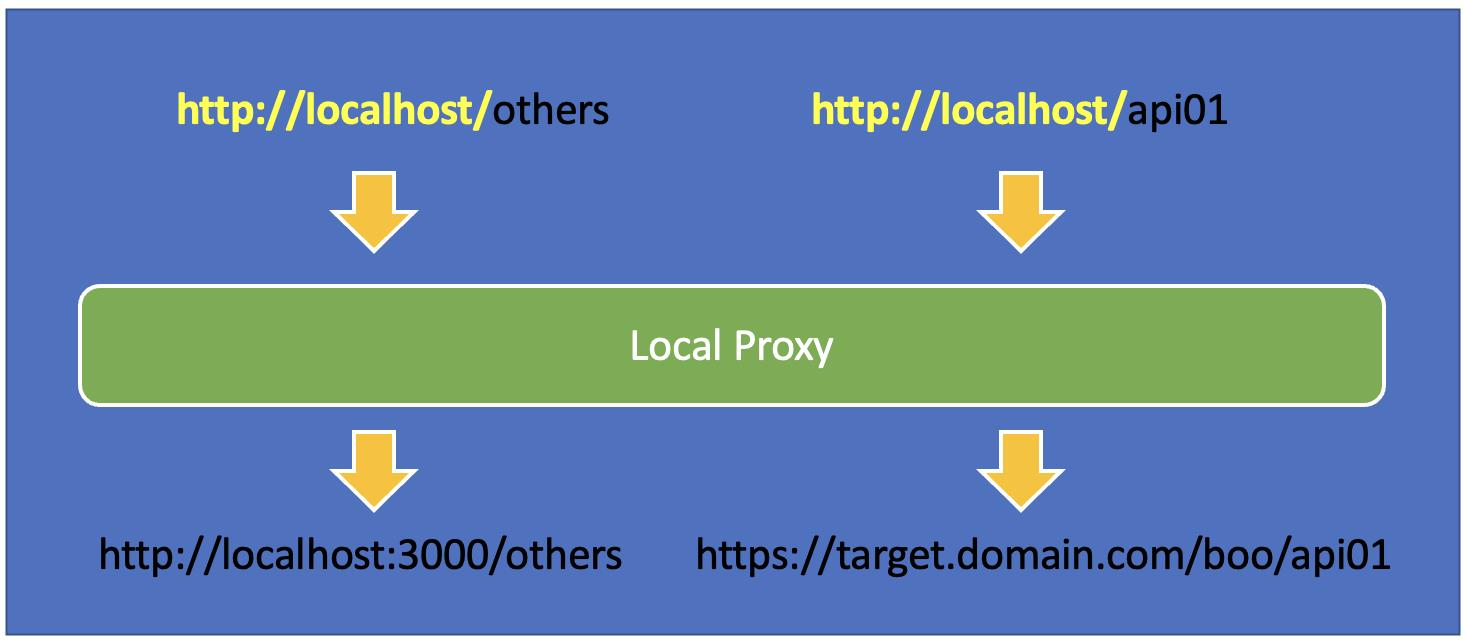 http://localhost/others
http://localhost/api01
Local Proxy
http://localhost:3000/others
https://target.domain.com/boo/api01